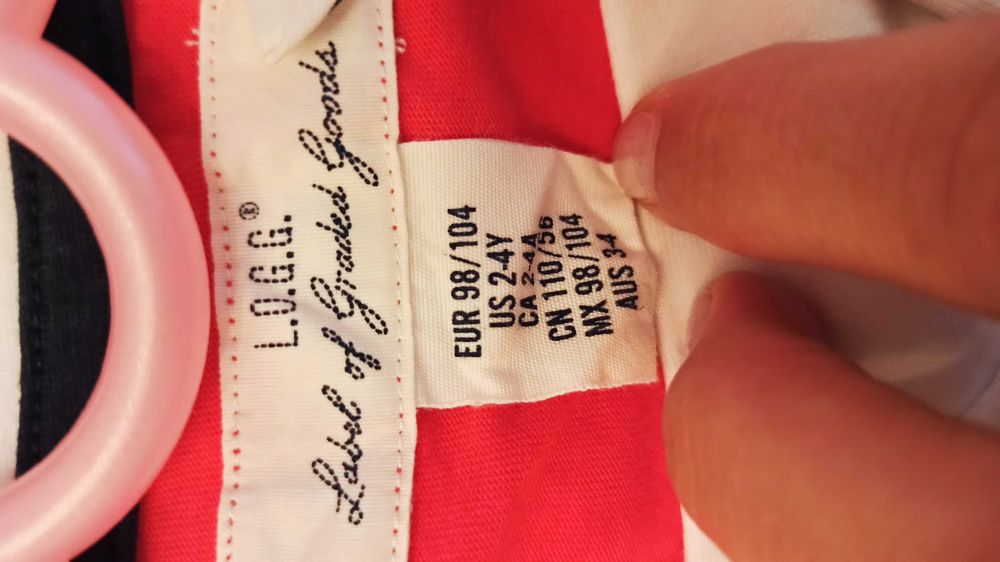 L.O.G.G.®
Label of Graded Goods
EUR 98/104
US 2-4Y
CA 2-4A
CN 110/56
MX 98/104
AUS 34